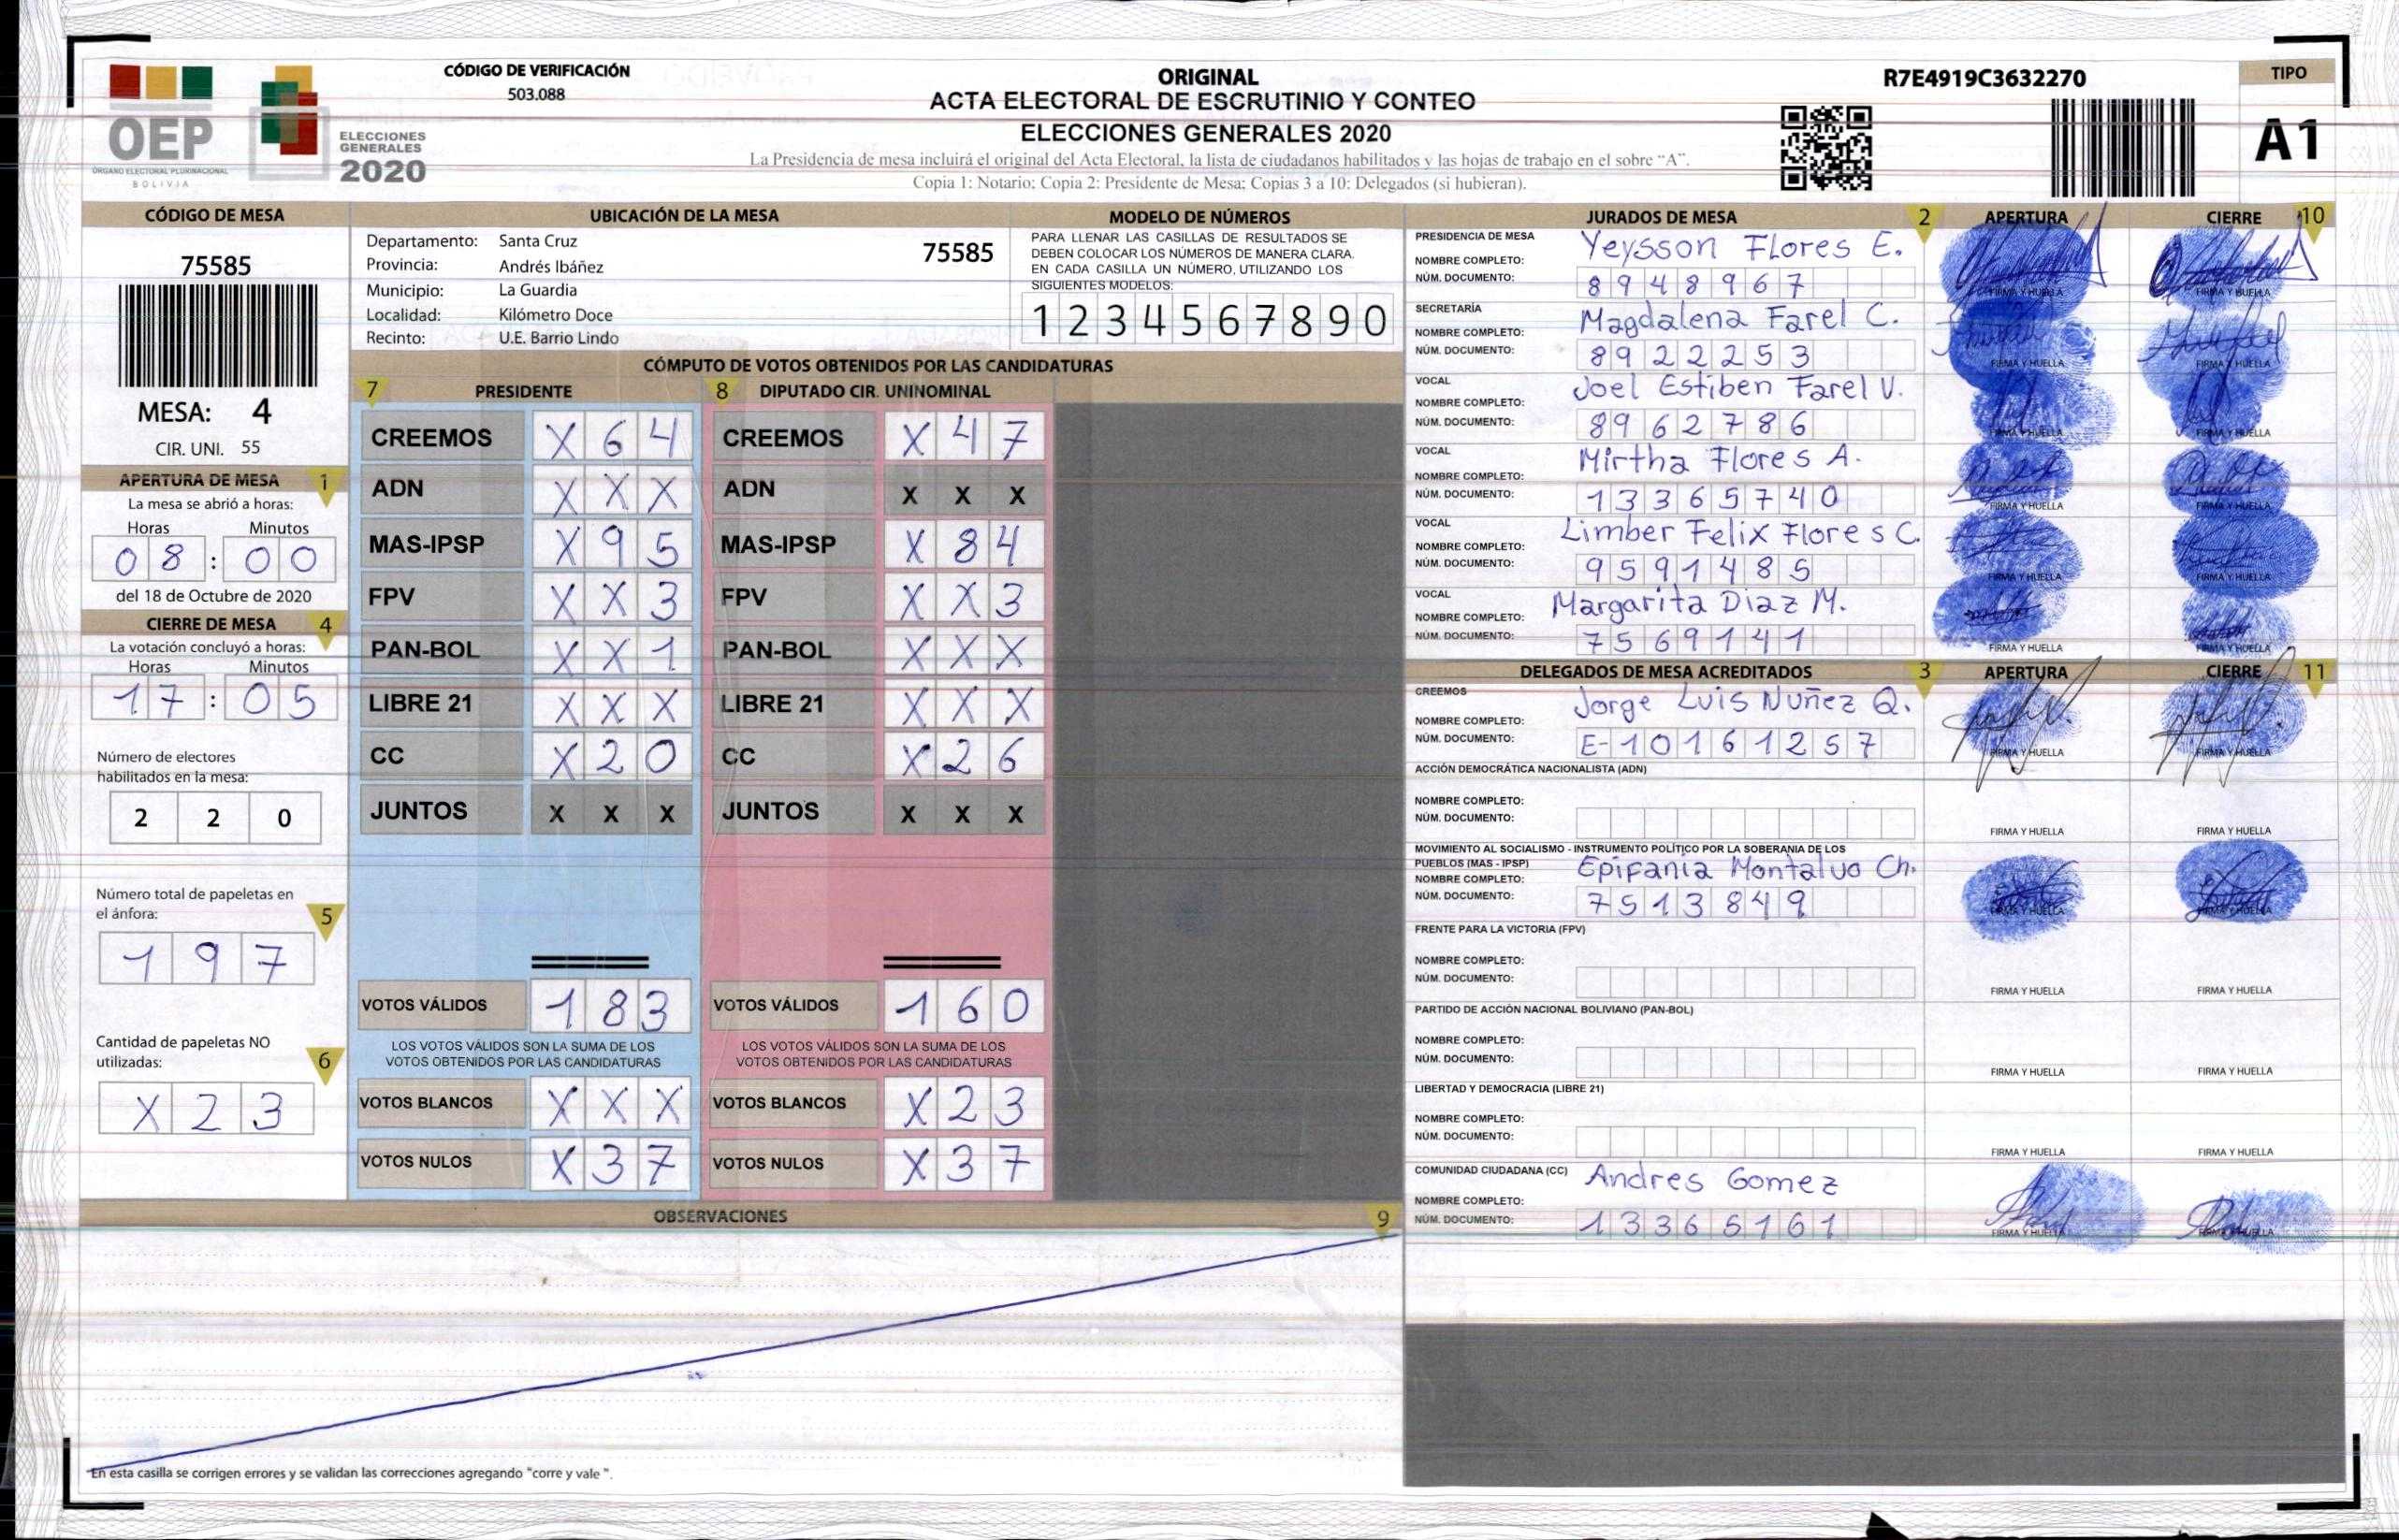 CÓDIGO DE VERIFICACIÓN
503.088
OEP
ÓRGANO ELECTORAL PLURINACIONAL
BOLIVIA
ELECCIONES
GENERALES
2020
ORIGINAL
ACTA ELECTORAL DE ESCRUTINIO Y CONTEO
ELECCIONES GENERALES 2020
La Presidencia de mesa incluirá el original del Acta Electoral, la lista de ciudadanos habilitados y las hojas de trabajo en el sobre “A”.
Copia 1: Notario; Copia 2: Presidente de Mesa; Copias 3 a 10: Delegados (si hubieran).
R7E4919C3632270
TIPO
A1
CÓDIGO DE MESA
75585
MESA: 4
CIR. UNI. 55
APERTURA DE MESA 1
La mesa se abrió a horas:
Horas Minutos
08 : 00
del 18 de Octubre de 2020
CIERRE DE MESA 4
La votación concluyó a horas:
Horas Minutos
17 : 05
Número de electores
habilitados en la mesa:
2 2 0
Número total de papeletas en
el ánfora: 5
1 9 7
Cantidad de papeletas NO
utilizadas: 6
X 2 3
UBICACIÓN DE LA MESA
Departamento: Santa Cruz 75585
Provincia: Andrés Ibáñez
Municipio: La Guardia
Localidad: Kilómetro Doce
Recinto: U.E. Barrio Lindo
MODELO DE NÚMEROS
PARA LLENAR LAS CASILLAS DE RESULTADOS SE
DEBEN COLOCAR LOS NÚMEROS DE MANERA CLARA.
EN CADA CASILLA UN NÚMERO, UTILIZANDO LOS
SIGUIENTES MODELOS:
1 2 3 4 5 6 7 8 9 0
CÓMPUTO DE VOTOS OBTENIDOS POR LAS CANDIDATURAS
7 PRESIDENTE 8 DIPUTADO CIR. UNINOMINAL
CREEMOS X 6 4 CREEMOS X 4 7
ADN X X X ADN X X X
MAS-IPSP X 9 5 MAS-IPSP X 8 4
FPV X X 3 FPV X X 3
PAN-BOL X X 1 PAN-BOL X X X
LIBRE 21 X X X LIBRE 21 X X X
CC X 2 0 CC X 2 6
JUNTOS X X X JUNTOS X X X
VOTOS VÁLIDOS 1 8 3 VOTOS VÁLIDOS 1 6 0
LOS VOTOS VÁLIDOS SON LA SUMA DE LOS LOS VOTOS VÁLIDOS SON LA SUMA DE LOS
VOTOS OBTENIDOS POR LAS CANDIDATURAS VOTOS OBTENIDOS POR LAS CANDIDATURAS
VOTOS BLANCOS X X X VOTOS BLANCOS X 2 3
VOTOS NULOS X 3 7 VOTOS NULOS X 3 7
OBSERVACIONES 9
En esta casilla se corrigen errores y se validan las correcciones agregando "corre y vale ".
JURADOS DE MESA 2 APERTURA CIERRE 10
PRESIDENCIA DE MESA
NOMBRE COMPLETO: Yeysson Flores E.
NÚM. DOCUMENTO: 8948967
FIRMA Y HUELLA FIRMA Y HUELLA
SECRETARÍA
NOMBRE COMPLETO: Magdalena Farel C.
NÚM. DOCUMENTO: 8922253
FIRMA Y HUELLA FIRMA Y HUELLA
VOCAL
NOMBRE COMPLETO: Joel Estiben Farel V.
NÚM. DOCUMENTO: 8962786
FIRMA Y HUELLA FIRMA Y HUELLA
VOCAL
NOMBRE COMPLETO: Mirtha Flores A.
NÚM. DOCUMENTO: 13365740
FIRMA Y HUELLA FIRMA Y HUELLA
VOCAL
NOMBRE COMPLETO: Limber Felix Flores C.
NÚM. DOCUMENTO: 9591485
FIRMA Y HUELLA FIRMA Y HUELLA
VOCAL
NOMBRE COMPLETO: Margarita Diaz M.
NÚM. DOCUMENTO: 7569141
FIRMA Y HUELLA FIRMA Y HUELLA
DELEGADOS DE MESA ACREDITADOS 3 APERTURA CIERRE 11
CREEMOS
NOMBRE COMPLETO: Jorge Luis Nuñez Q.
NÚM. DOCUMENTO: E-10161257
FIRMA Y HUELLA FIRMA Y HUELLA
ACCIÓN DEMOCRÁTICA NACIONALISTA (ADN)
NOMBRE COMPLETO:
NÚM. DOCUMENTO:
FIRMA Y HUELLA FIRMA Y HUELLA
MOVIMIENTO AL SOCIALISMO - INSTRUMENTO POLÍTICO POR LA SOBERANIA DE LOS
PUEBLOS (MAS - IPSP)
NOMBRE COMPLETO: Epifania Montalvo Ch.
NÚM. DOCUMENTO: 7513849
FIRMA Y HUELLA FIRMA Y HUELLA
FRENTE PARA LA VICTORIA (FPV)
NOMBRE COMPLETO:
NÚM. DOCUMENTO:
FIRMA Y HUELLA FIRMA Y HUELLA
PARTIDO DE ACCIÓN NACIONAL BOLIVIANO (PAN-BOL)
NOMBRE COMPLETO:
NÚM. DOCUMENTO:
FIRMA Y HUELLA FIRMA Y HUELLA
LIBERTAD Y DEMOCRACIA (LIBRE 21)
NOMBRE COMPLETO:
NÚM. DOCUMENTO:
FIRMA Y HUELLA FIRMA Y HUELLA
COMUNIDAD CIUDADANA (CC)
NOMBRE COMPLETO: Andres Gomez
NÚM. DOCUMENTO: 13365161
FIRMA Y HUELLA FIRMA Y HUELLA